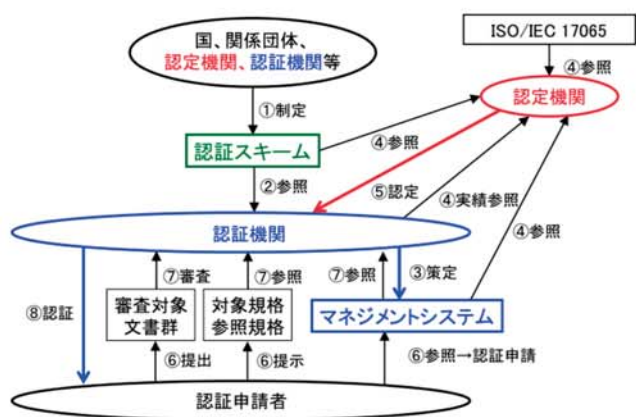 国、関係団体、
認定機関、認証機関等
ISO/IEC 17065
④参照
認定機関
①制定
認証スキーム
④参照
②参照
⑤認定
④実績参照
④参照
認証機関
⑦審査
⑦参照
⑦参照
③策定
⑧認証
審査対象
文書群
対象規格
参照規格
マネジメントシステム
⑥提出
⑥提示
⑥参照→認証申請
認証申請者